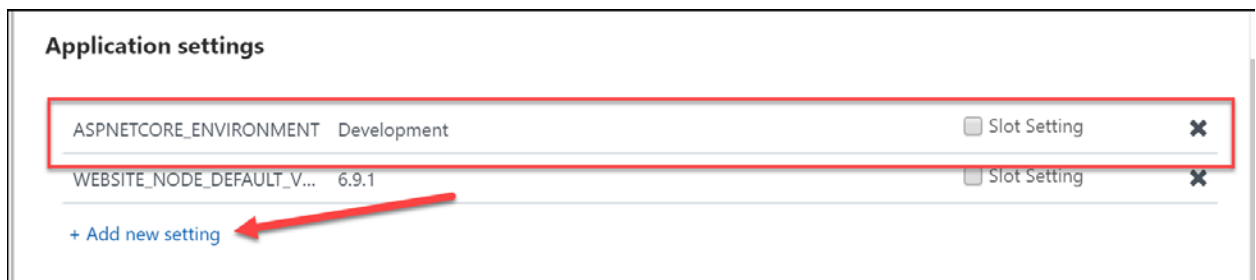 Application settings
ASPNETCORE_ENVIRONMENT Development Slot Setting
WEBSITE_NODE_DEFAULT_V... 6.9.1 Slot Setting
+ Add new setting